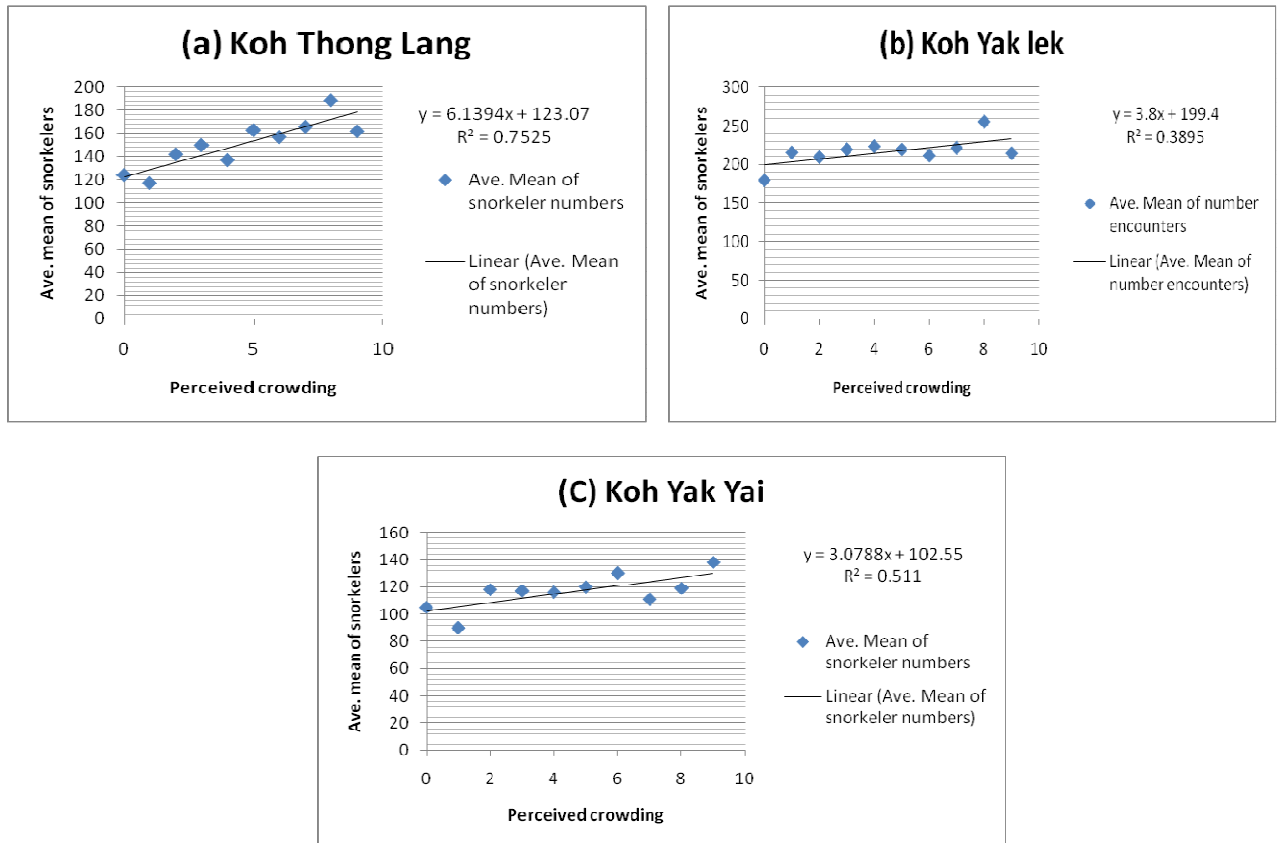 (a) Koh Thong Lang
Ave. mean of snorkelers
200
180
160
140
120
100
80
60
40
20
0
0 5 10
Perceived crowding
y = 6.1394x + 123.07
R² = 0.7525
Ave. Mean of
snorkeler numbers
Linear (Ave. Mean
of snorkeler
numbers)
(b) Koh Yak lek
Ave. mean of snorkelers
300
250
200
150
100
50
0
0 2 4 6 8 10
Perceived crowding
y = 3.8x + 199.4
R² = 0.3895
Ave. Mean of number
encounters
Linear (Ave. Mean of
number encounters)
(C) Koh Yak Yai
Ave. mean of snorkelers
160
140
120
100
80
60
40
20
0
0 2 4 6 8 10
Perceived crowding
y = 3.0788x + 102.55
R² = 0.511
Ave. Mean of
snorkeler numbers
Linear (Ave. Mean of
snorkeler numbers)